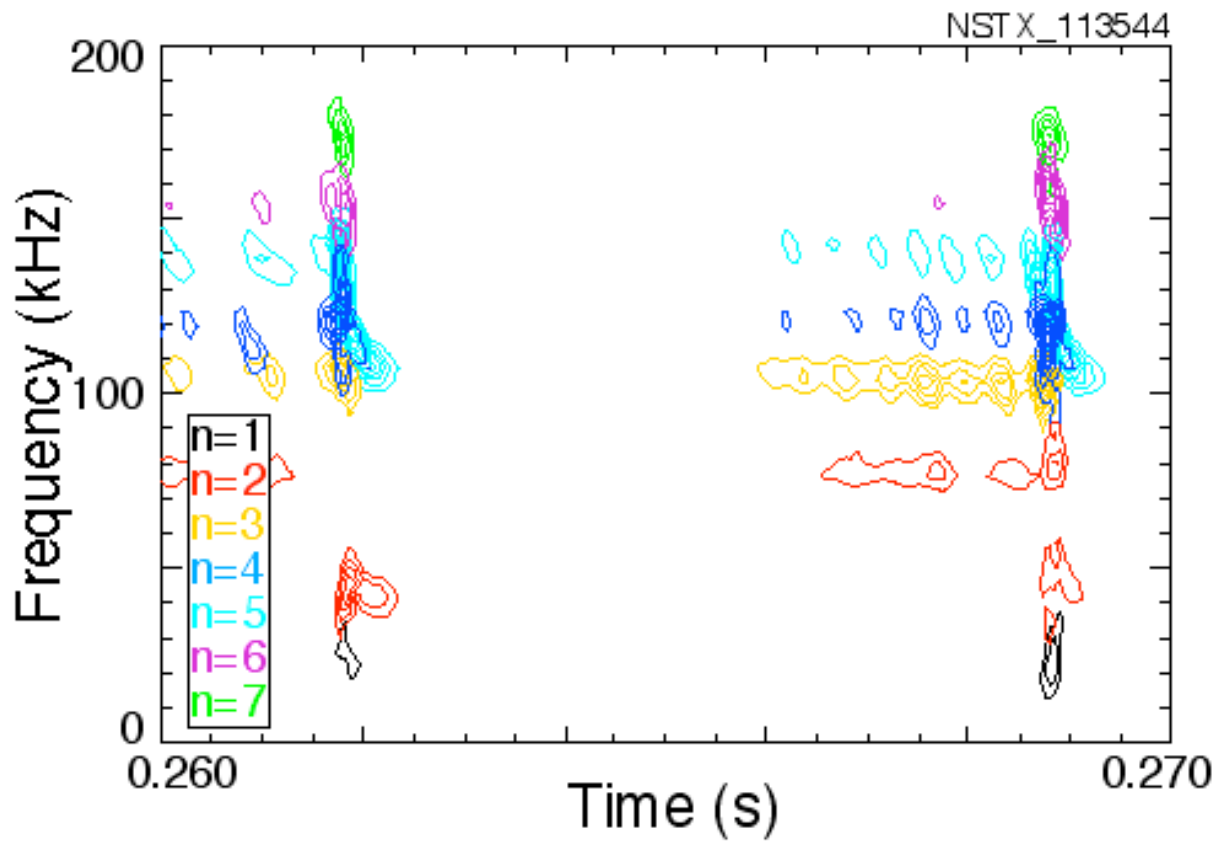 NSTX_113544
200
100
0
Frequency (kHz)
n=1
n=2
n=3
n=4
n=5
n=6
n=7
0.260
0.270
Time (s)